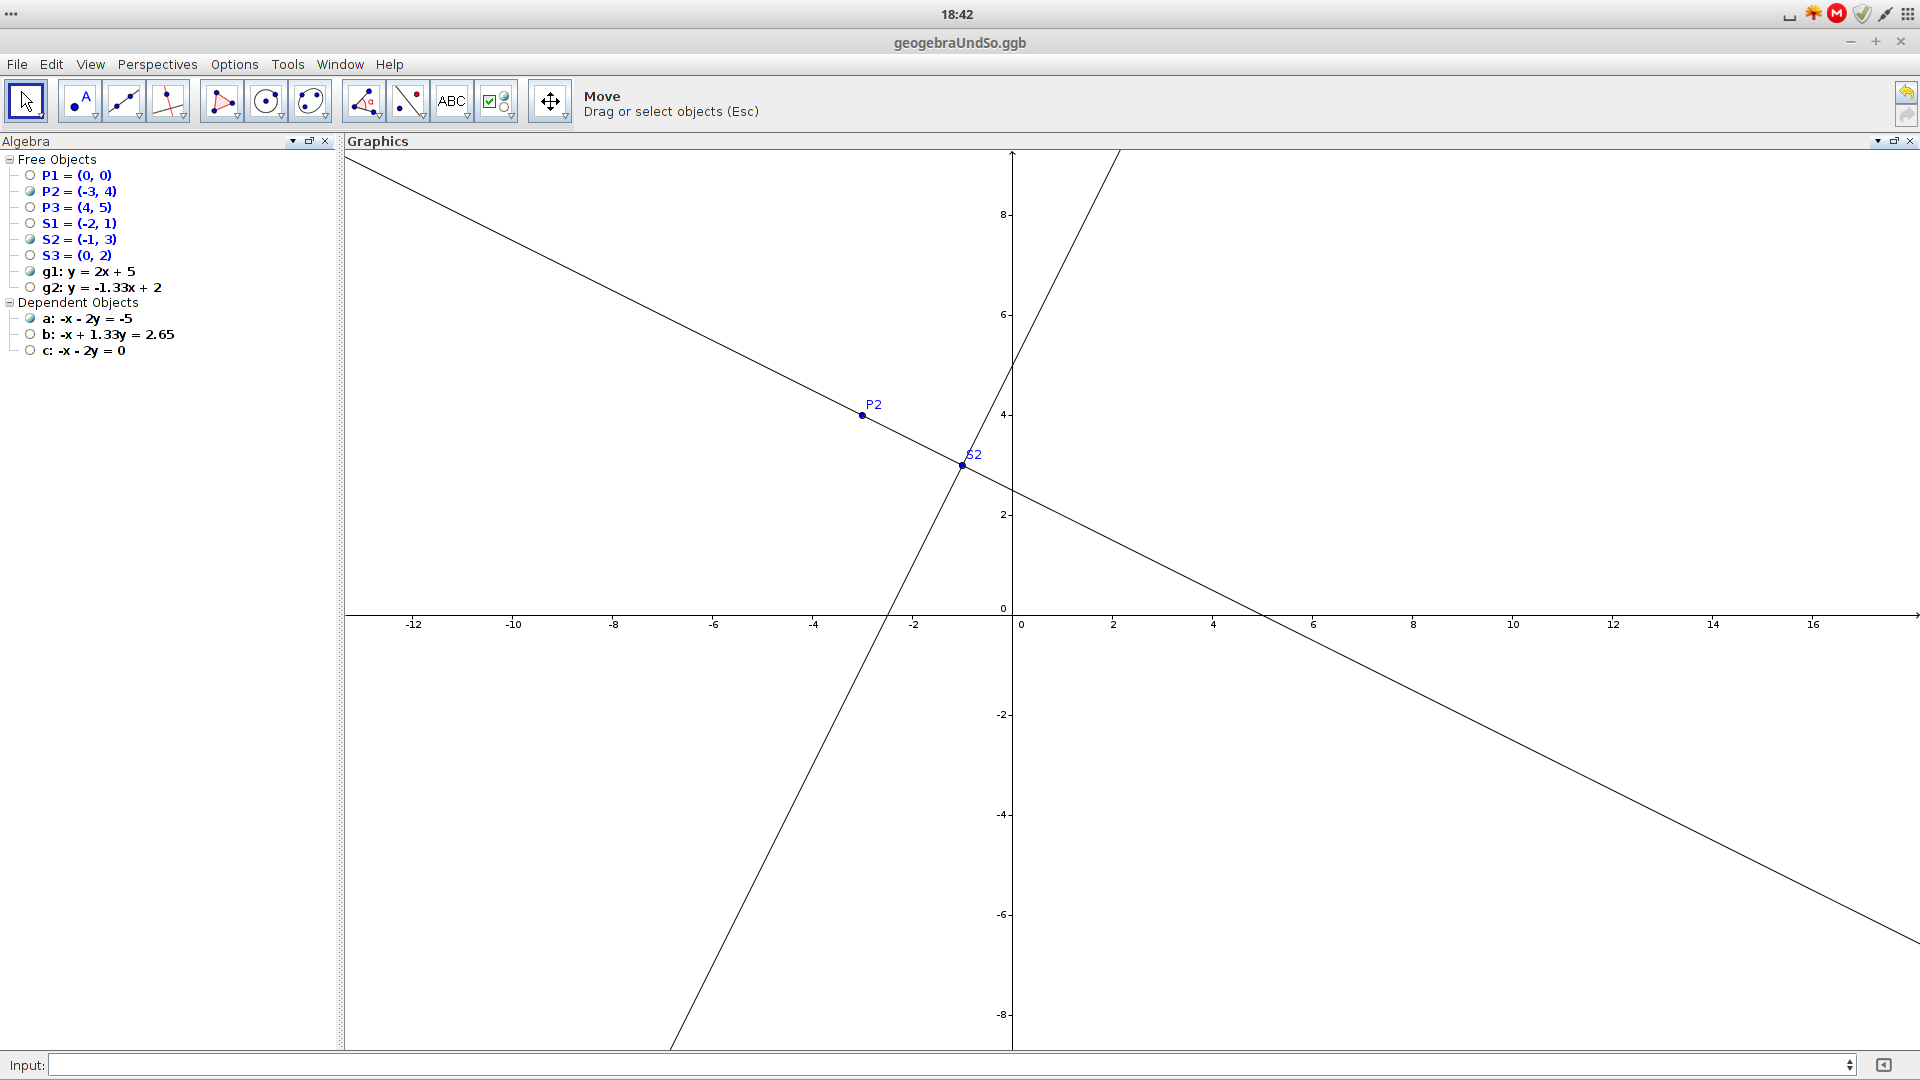 18:42
M
geogebraUndSo.ggb
File Edit View Perspectives Options Tools Window Help
A
α
ABC
Move
Drag or select objects (Esc)
Algebra
Graphics
Free Objects
P1 = (0, 0)
P2 = (-3, 4)
P3 = (4, 5)
S1 = (-2, 1)
S2 = (-1, 3)
S3 = (0, 2)
g1: y = 2x + 5
g2: y = -1.33x + 2
Dependent Objects
a: -x - 2y = -5
b: -x + 1.33y = 2.65
c: -x - 2y = 0
8
6
4
P2
S2
2
0
-12 -10 -8 -6 -4 -2 0 2 4 6 8 10 12 14 16
-2
-4
-6
-8
Input: